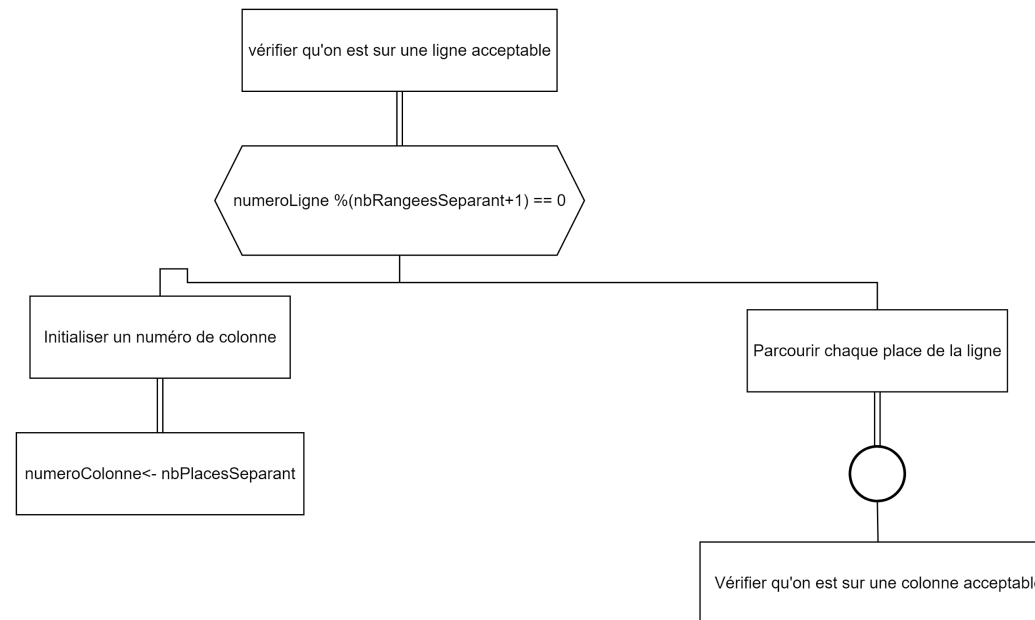 vérifier qu'on est sur une ligne acceptable
numeroLigne %(nbRangeesSeparant+1) == 0
Initialiser un numéro de colonne
Parcourir chaque place de la ligne
numeroColonne<- nbPlacesSeparant
Vérifier qu'on est sur une colonne acceptable